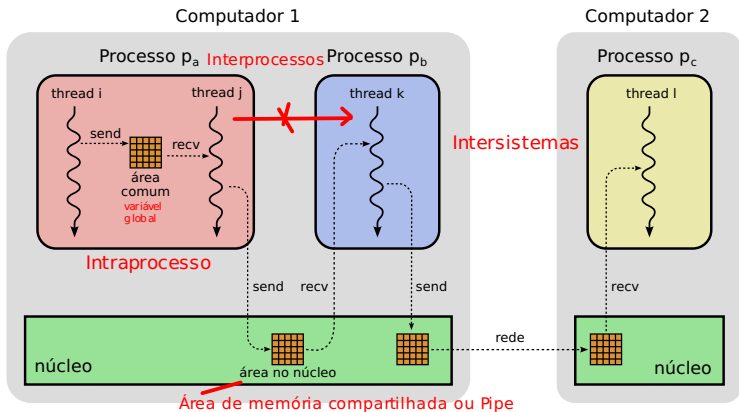 Computador 1
Computador 2
Processo pa
Interprocessos
Processo pb
Processo pc
thread i
thread j
thread k
thread l
send
recv
área
comum
variável
global
Intersistemas
Intraprocesso
send
recv
send
recv
rede
núcleo
área no núcleo
núcleo
Área de memória compartilhada ou Pipe